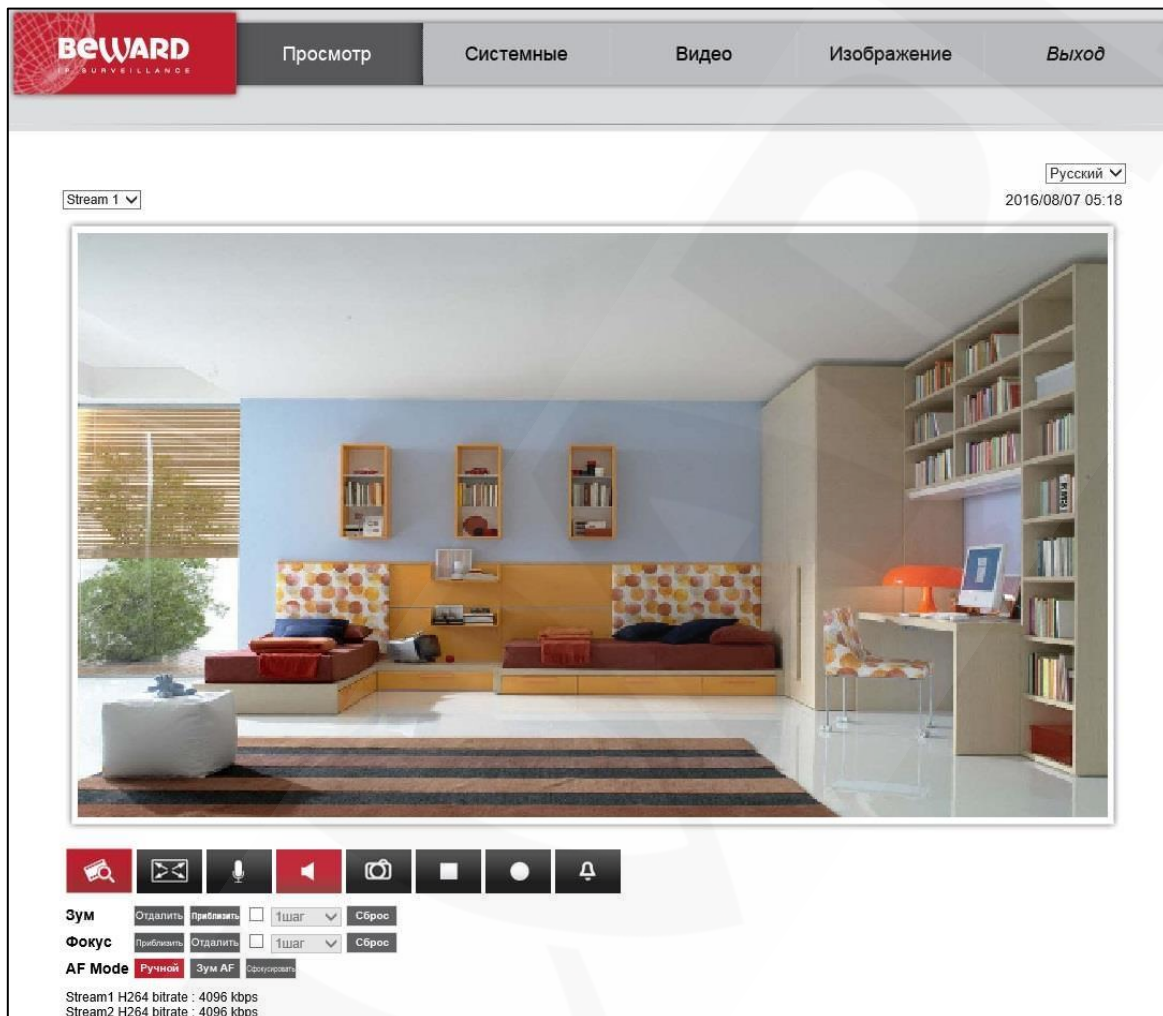 BEWARD
IP SURVEILLANCE
Просмотр Системные Видео Изображение Выход
Русский
Stream 1
2016/08/07 05:18
Зум Отдалить Приблизить 1шаг Сброс
Фокус Приблизить Отдалить 1шаг Сброс
AF Mode Ручной Зум AF Сфокусировать
Stream1 H264 bitrate : 4096 kbps
Stream2 H264 bitrate : 4096 kbps